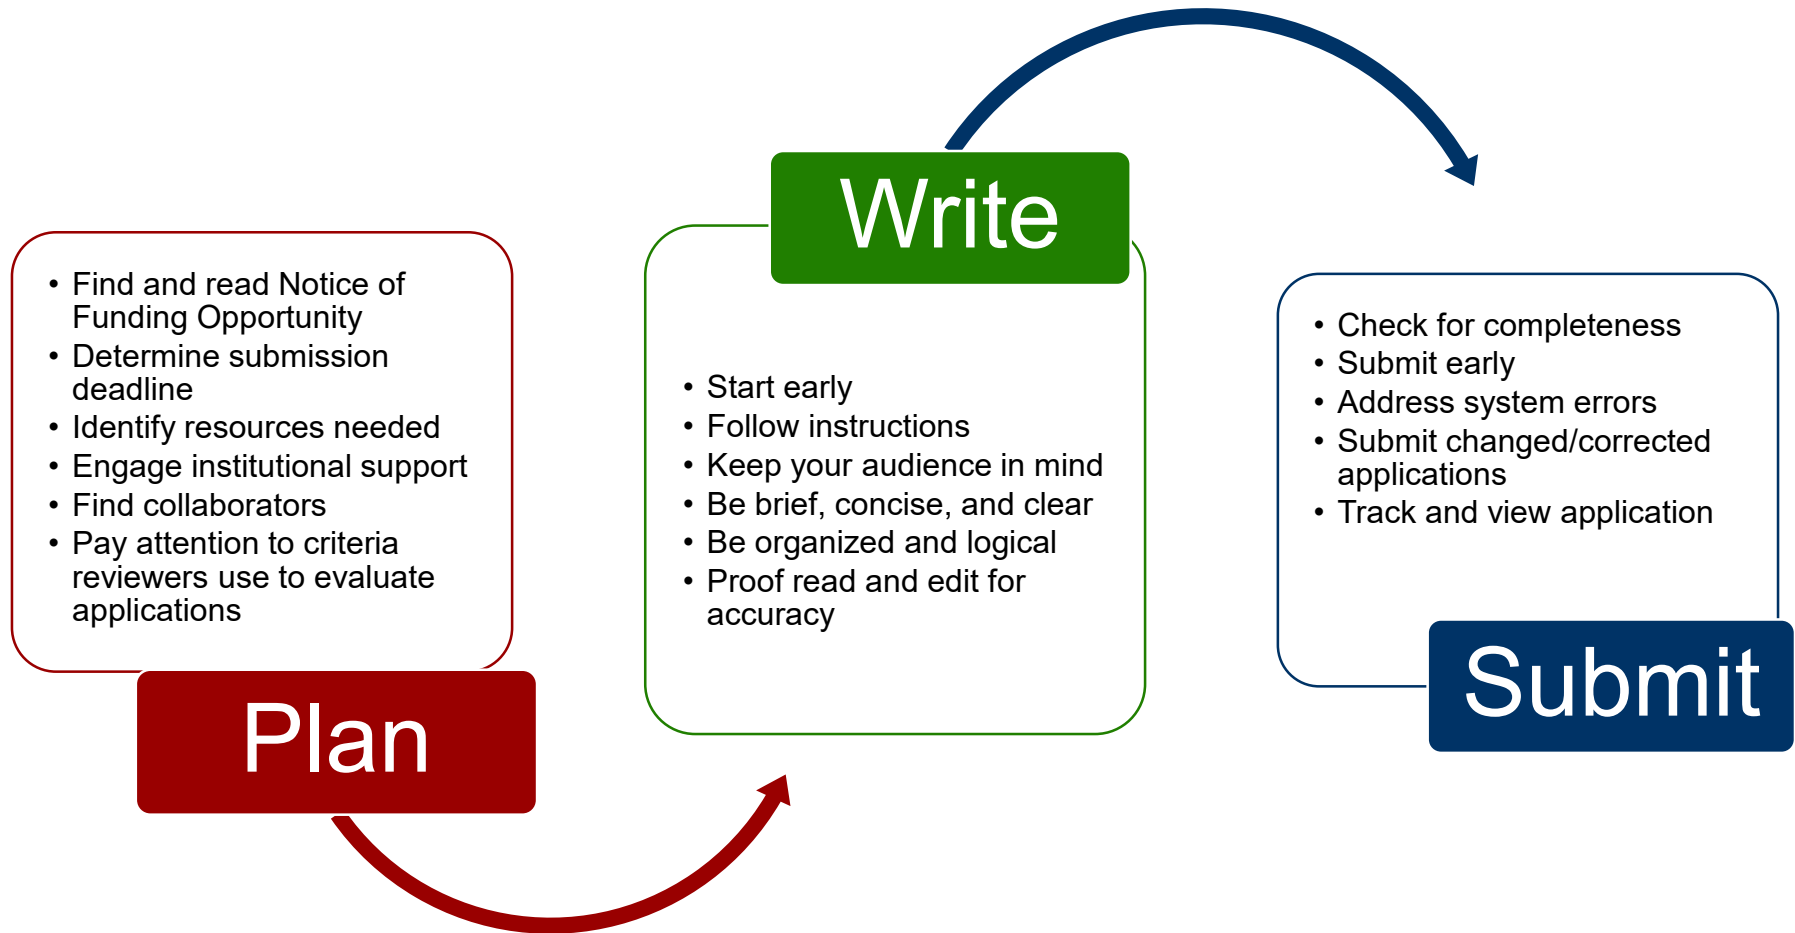 • Find and read Notice of
Funding Opportunity
• Determine submission
deadline
• Identify resources needed
• Engage institutional support
• Find collaborators
• Pay attention to criteria
reviewers use to evaluate
applications
Plan
Write
• Start early
• Follow instructions
• Keep your audience in mind
• Be brief, concise, and clear
• Be organized and logical
• Proof read and edit for
accuracy
• Check for completeness
• Submit early
• Address system errors
• Submit changed/corrected
applications
• Track and view application
Submit